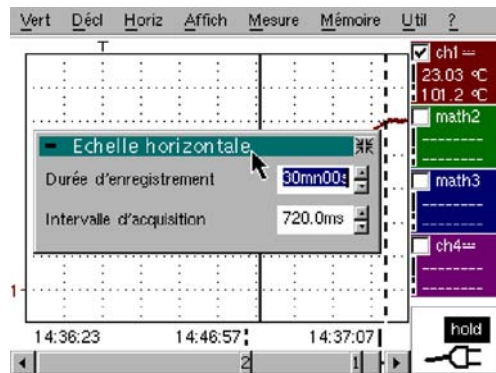 Vert Décl Horiz Affich Mesure Mémoire Util ?
T
ch1
23.03 °C
101.2 °C
math2
--------
--------
Echelle horizontale
Durée d'enregistrement 30mn00s
Intervalle d'acquisition 720.0ms
math3
--------
--------
ch4
--------
--------
1
14:36:23 14:46:57 14:37:07
2 1
hold